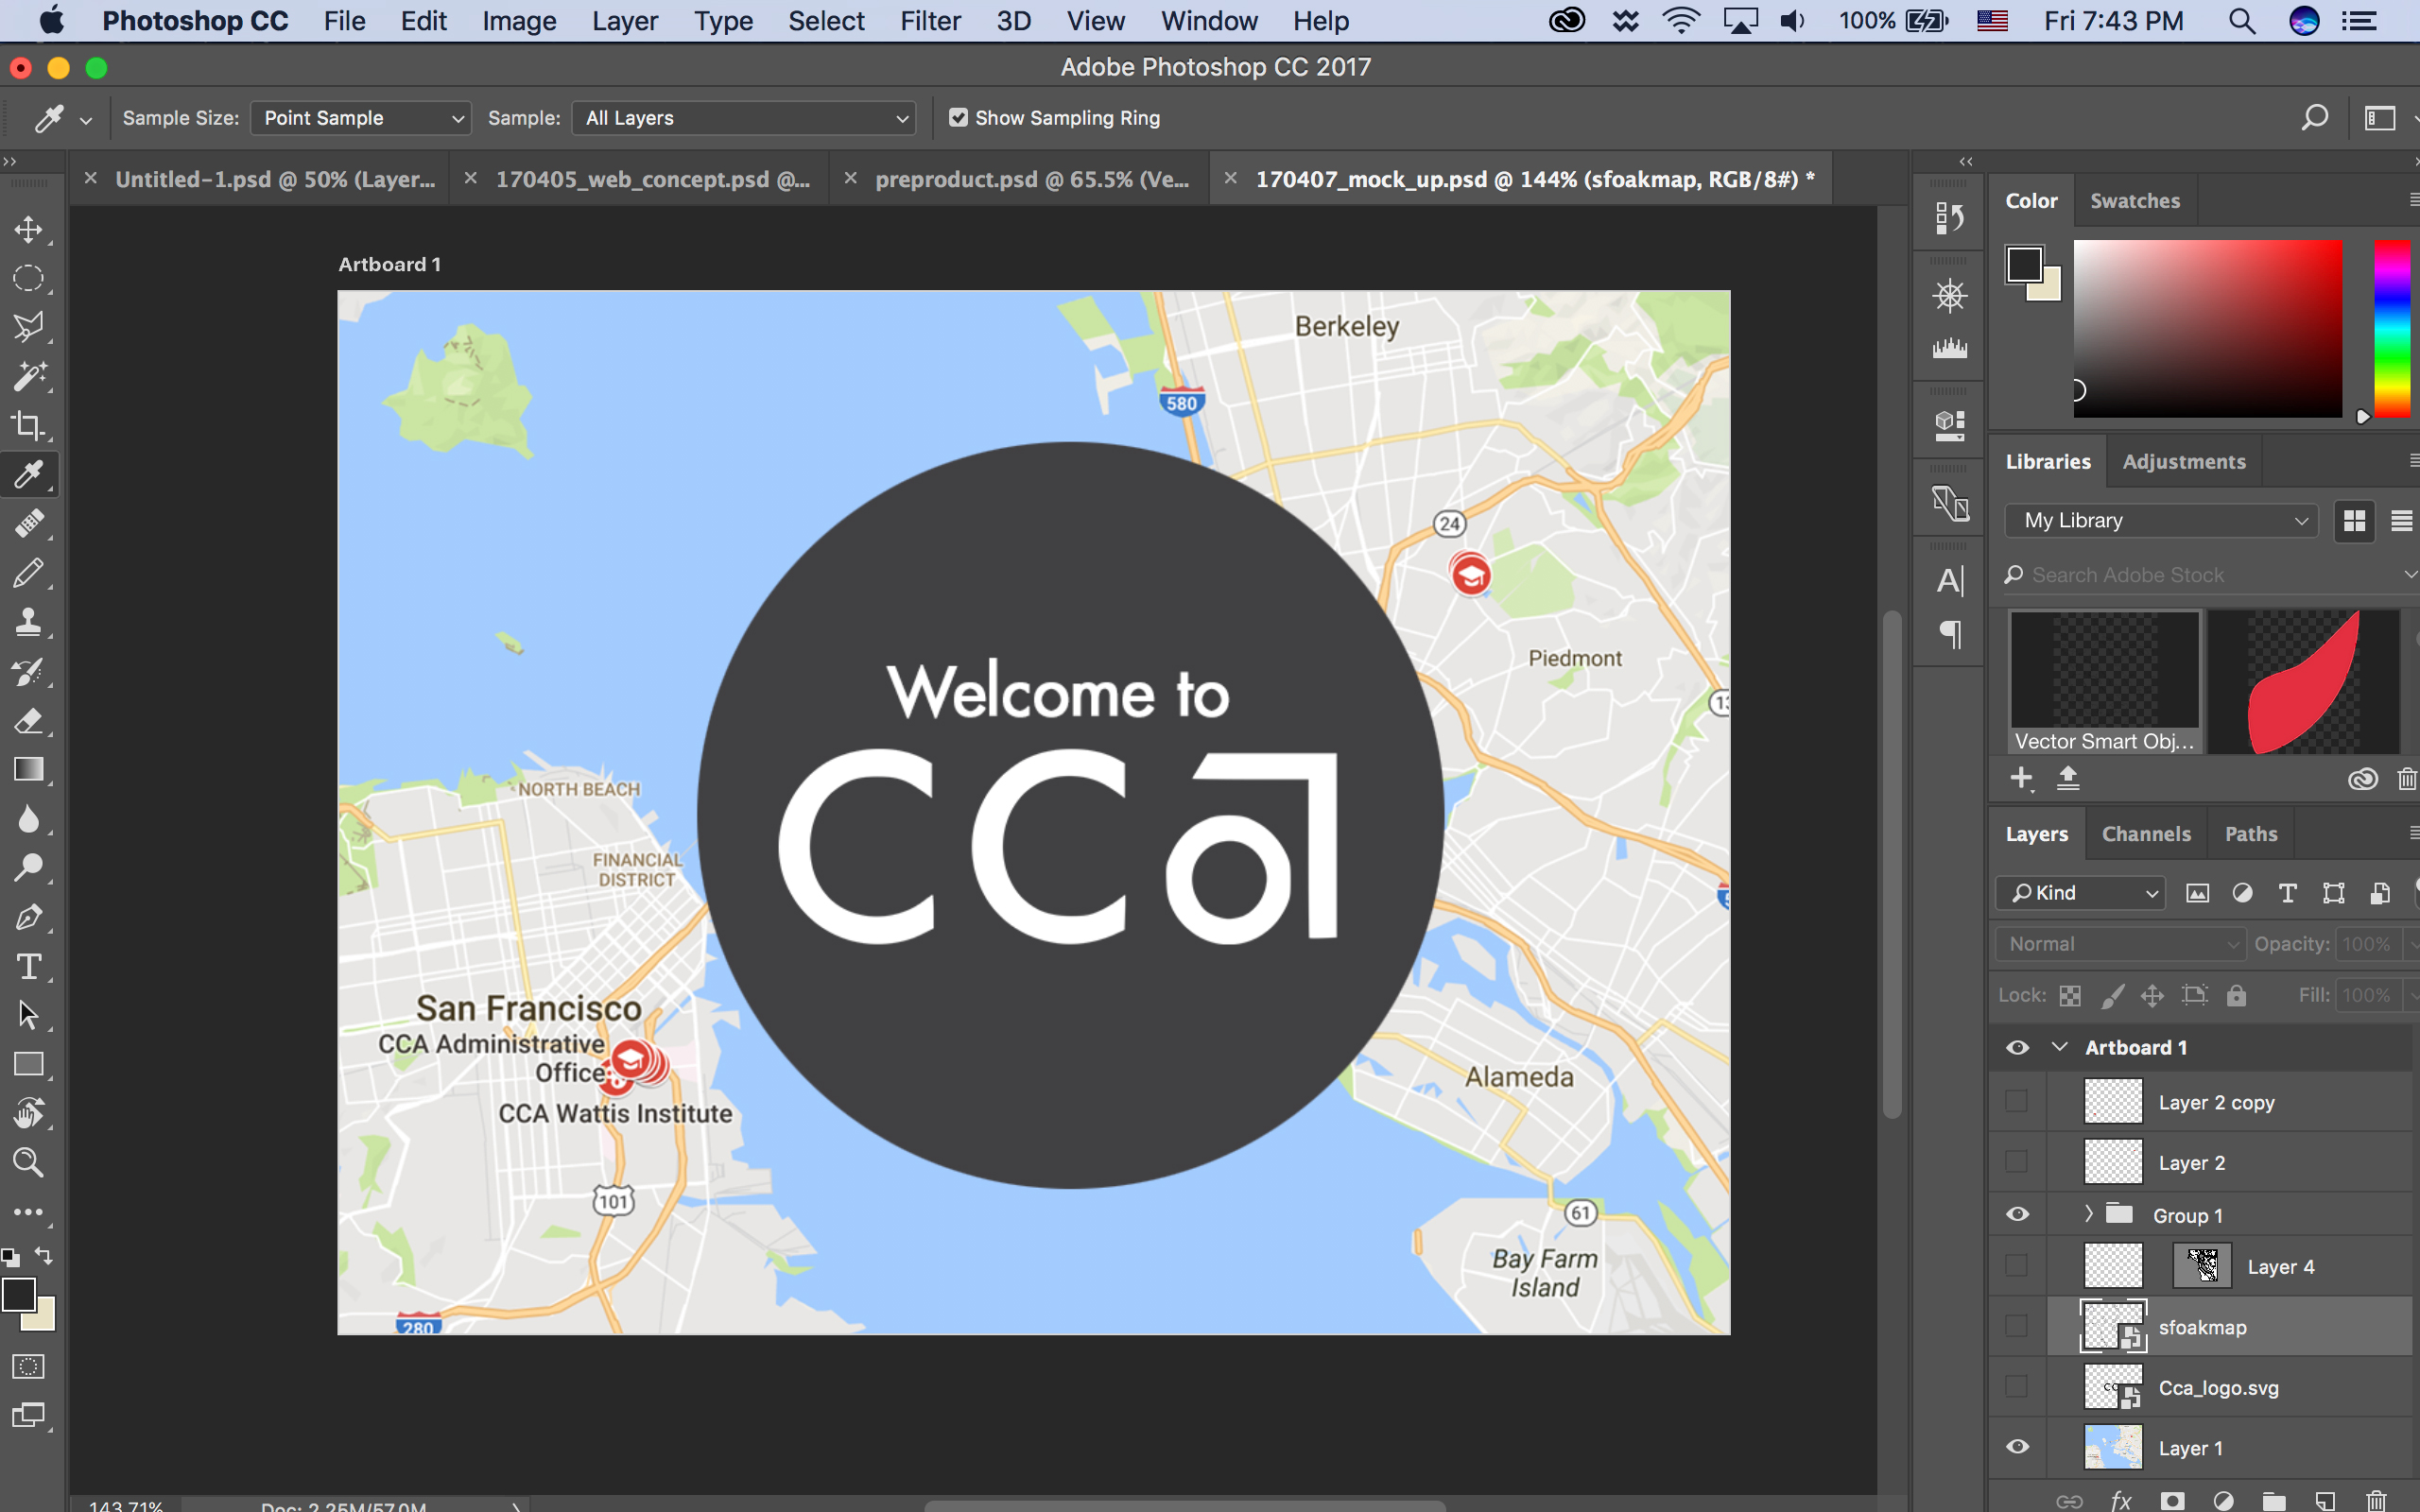 Photoshop CC File Edit Image Layer Type Select Filter 3D View Window Help 100% Fri 7:43 PM
Adobe Photoshop CC 2017
Sample Size: Point Sample Sample: All Layers Show Sampling Ring
Untitled-1.psd @ 50% (Layer... 170405_web_concept.psd @... preproduct.psd @ 65.5% (Ve... 170407_mock_up.psd @ 144% (sfoakmap, RGB/8#) *
Artboard 1
Berkeley
580
24
Piedmont
Welcome to
CCa
NORTH BEACH
FINANCIAL
DISTRICT
San Francisco
CCA Administrative
Office
CCA Wattis Institute
Alameda
101
61
Bay Farm
Island
280
143.71% Doc: 2.25M/57.0M
Color Swatches
Libraries Adjustments
My Library
Search Adobe Stock
Vector Smart Obj...
Layers Channels Paths
Kind
Normal Opacity: 100%
Lock: Fill: 100%
Artboard 1
Layer 2 copy
Layer 2
Group 1
Layer 4
sfoakmap
Cca_logo.svg
Layer 1
fx